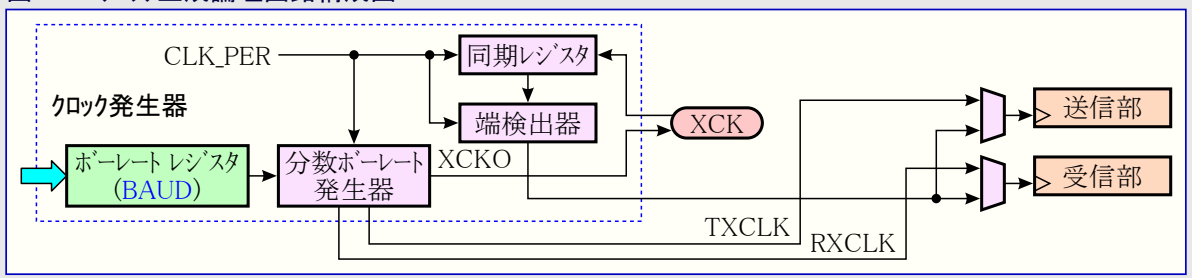 CLK_PER
同期レジスタ
クロック発生器
端検出器
XCK
送信部
ボーレート レジスタ
(BAUD)
分数ボーレート
発生器
XCKO
受信部
TXCLK
RXCLK